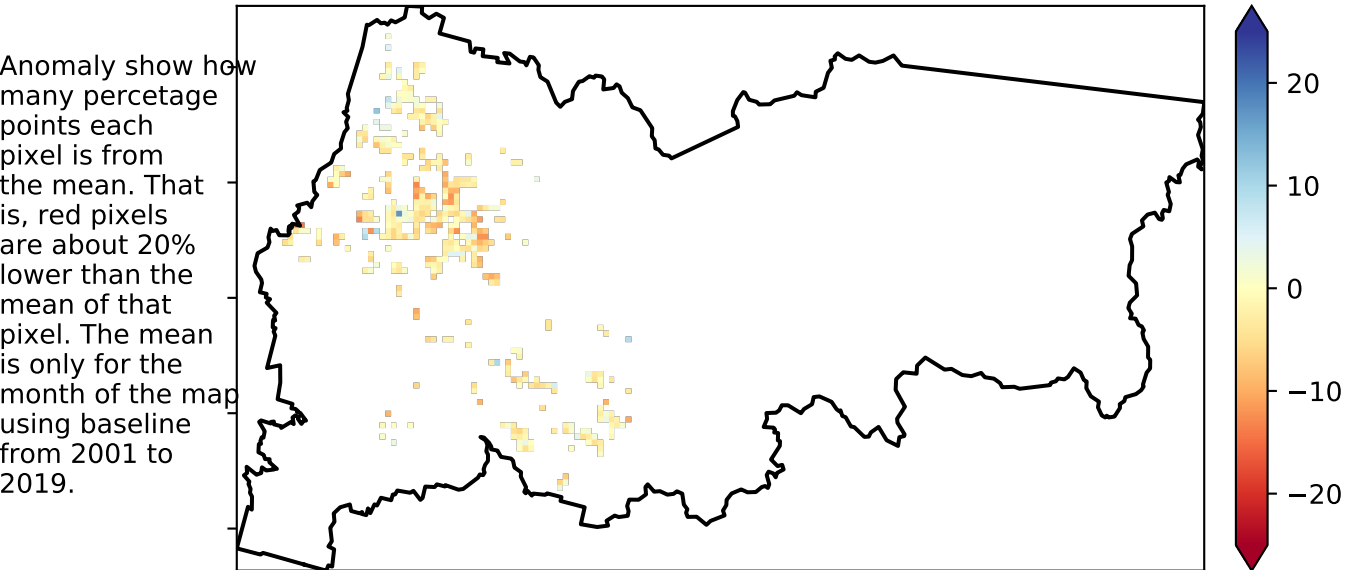 Anomaly show how
many percetage
points each
pixel is from
the mean. That
is, red pixels
are about 20%
lower than the
mean of that
pixel. The mean
is only for the
month of the map
using baseline
from 2001 to
2019.
20
10
0
−10
−20